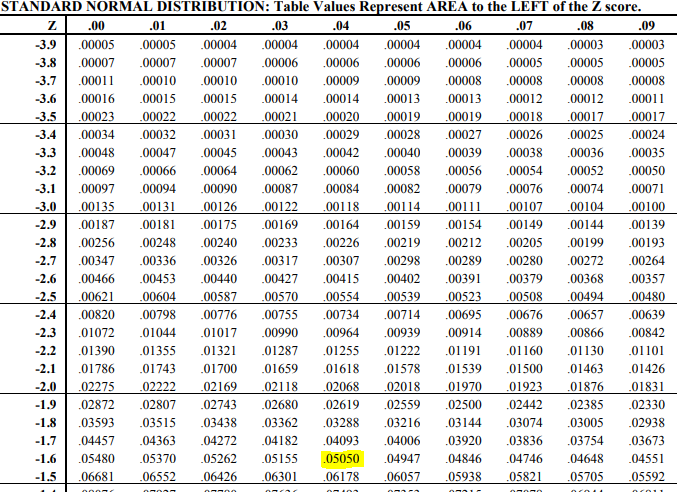 STANDARD NORMAL DISTRIBUTION: Table Values Represent AREA to the LEFT of the Z score.
Z .00 .01 .02 .03 .04 .05 .06 .07 .08 .09
-3.9 .00005 .00005 .00004 .00004 .00004 .00004 .00004 .00004 .00003 .00003
-3.8 .00007 .00007 .00007 .00006 .00006 .00006 .00006 .00005 .00005 .00005
-3.7 .00011 .00010 .00010 .00010 .00009 .00009 .00008 .00008 .00008 .00008
-3.6 .00016 .00015 .00015 .00014 .00014 .00013 .00013 .00012 .00012 .00011
-3.5 .00023 .00022 .00022 .00021 .00020 .00019 .00019 .00018 .00017 .00017
-3.4 .00034 .00032 .00031 .00030 .00029 .00028 .00027 .00026 .00025 .00024
-3.3 .00048 .00047 .00045 .00043 .00042 .00040 .00039 .00038 .00036 .00035
-3.2 .00069 .00066 .00064 .00062 .00060 .00058 .00056 .00054 .00052 .00050
-3.1 .00097 .00094 .00090 .00087 .00084 .00082 .00079 .00076 .00074 .00071
-3.0 .00135 .00131 .00126 .00122 .00118 .00114 .00111 .00107 .00104 .00100
-2.9 .00187 .00181 .00175 .00169 .00164 .00159 .00154 .00149 .00144 .00139
-2.8 .00256 .00248 .00240 .00233 .00226 .00219 .00212 .00205 .00199 .00193
-2.7 .00347 .00336 .00326 .00317 .00307 .00298 .00289 .00280 .00272 .00264
-2.6 .00466 .00453 .00440 .00427 .00415 .00402 .00391 .00379 .00368 .00357
-2.5 .00621 .00604 .00587 .00570 .00554 .00539 .00523 .00508 .00494 .00480
-2.4 .00820 .00798 .00776 .00755 .00734 .00714 .00695 .00676 .00657 .00639
-2.3 .01072 .01044 .01017 .00990 .00964 .00939 .00914 .00889 .00866 .00842
-2.2 .01390 .01355 .01321 .01287 .01255 .01222 .01191 .01160 .01130 .01101
-2.1 .01786 .01743 .01700 .01659 .01618 .01578 .01539 .01500 .01463 .01426
-2.0 .02275 .02222 .02169 .02118 .02068 .02018 .01970 .01923 .01876 .01831
-1.9 .02872 .02807 .02743 .02680 .02619 .02559 .02500 .02442 .02385 .02330
-1.8 .03593 .03515 .03438 .03362 .03288 .03216 .03144 .03074 .03005 .02938
-1.7 .04457 .04363 .04272 .04182 .04093 .04006 .03920 .03836 .03754 .03673
-1.6 .05480 .05370 .05262 .05155 .05050 .04947 .04846 .04746 .04648 .04551
-1.5 .06681 .06552 .06426 .06301 .06178 .06057 .05938 .05821 .05705 .05592